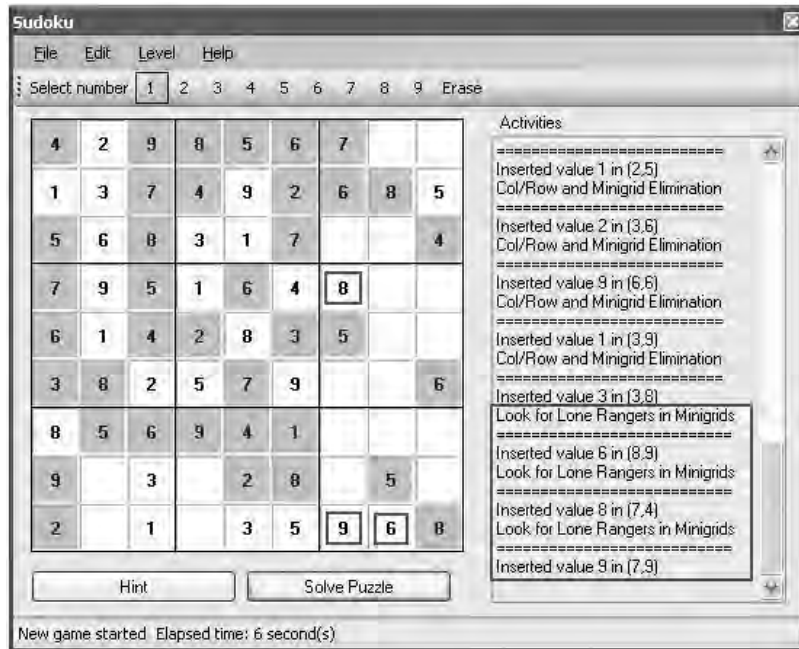 Sudoku
File Edit Level Help
Select number 1 2 3 4 5 6 7 8 9 Erase
Activities
4 2 9 8 5 6 7
1 3 7 4 9 2 6 8 5
5 6 8 3 1 7 4
7 9 5 1 6 4 8
6 1 4 2 8 3 5
3 8 2 5 7 9 6
8 5 6 9 4 1
9 3 2 8 5
2 1 3 5 9 6 8
===========================
Inserted value 1 in (2,5)
Col/Row and Minigrid Elimination
===========================
Inserted value 2 in (3,6)
Col/Row and Minigrid Elimination
===========================
Inserted value 9 in (6,6)
Col/Row and Minigrid Elimination
===========================
Inserted value 1 in (3,9)
Col/Row and Minigrid Elimination
===========================
Inserted value 3 in (3,8)
Look for Lone Rangers in Minigrids
===========================
Inserted value 6 in (8,9)
Look for Lone Rangers in Minigrids
===========================
Inserted value 8 in (7,4)
Look for Lone Rangers in Minigrids
===========================
Inserted value 9 in (7,9)
Hint
Solve Puzzle
New game started Elapsed time: 6 second(s)